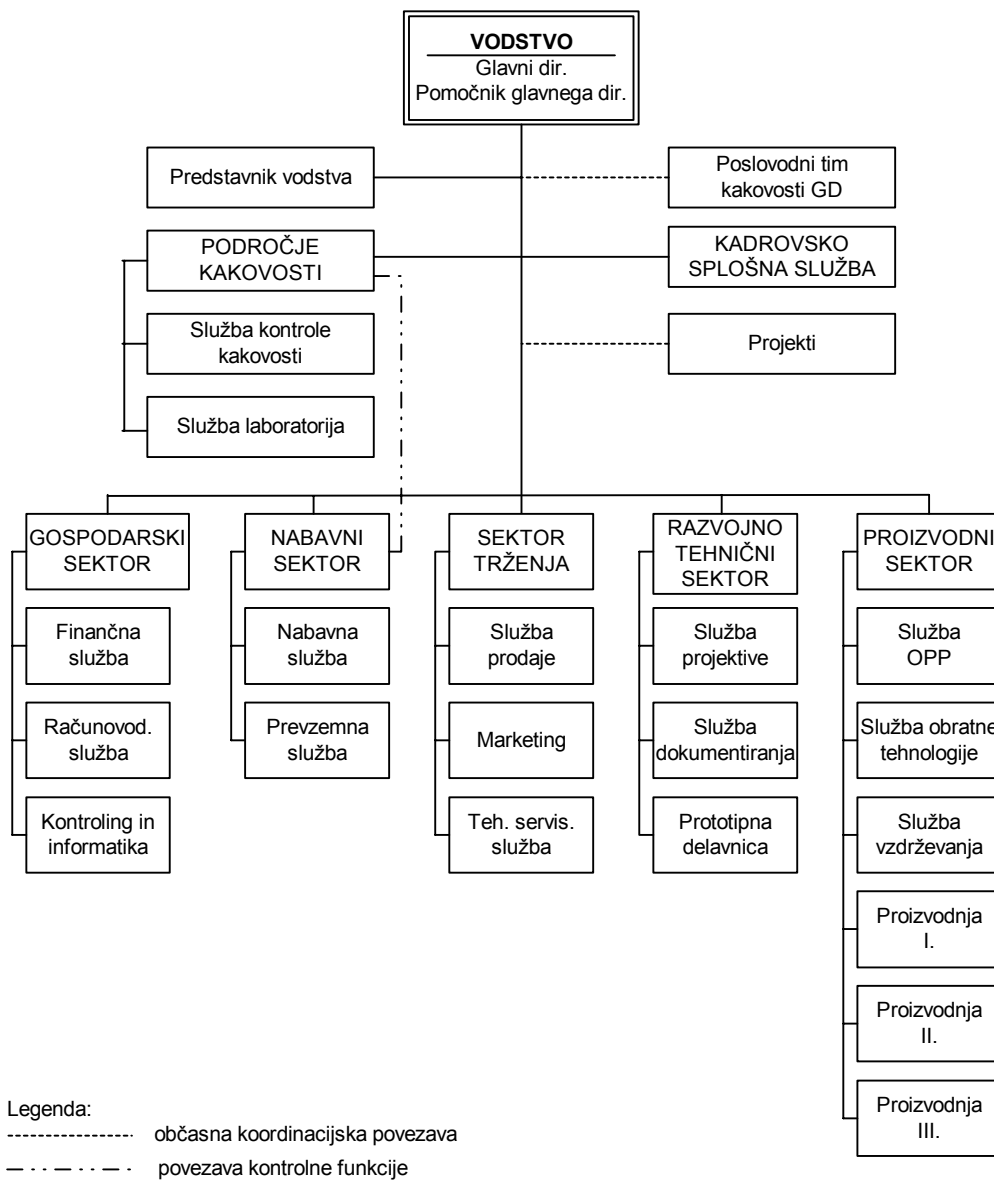 VODSTVO
Glavni dir.
Pomočnik glavnega dir.
Predstavnik vodstva
Poslovodni tim
kakovosti GD
PODROČJE
KAKOVOSTI
KADROVSKO
SPLOŠNA SLUŽBA
Služba kontrole
kakovosti
Projekti
Služba laboratorija
GOSPODARSKI
SEKTOR
NABAVNI
SEKTOR
SEKTOR
TRŽENJA
RAZVOJNO
TEHNIČNI
SEKTOR
PROIZVODNI
SEKTOR
Finančna
služba
Nabavna
služba
Služba
prodaje
Služba
projektive
Služba
OPP
Računovod.
služba
Prevzemna
služba
Marketing
Služba
dokumentiranja
Služba obratne
tehnologije
Kontroling in
informatika
Teh. servis.
služba
Prototipna
delavnica
Služba
vzdrževanja
Proizvodnja
I.
Proizvodnja
II.
Proizvodnja
III.
Legenda:
občasna koordinacijska povezava
povezava kontrolne funkcije